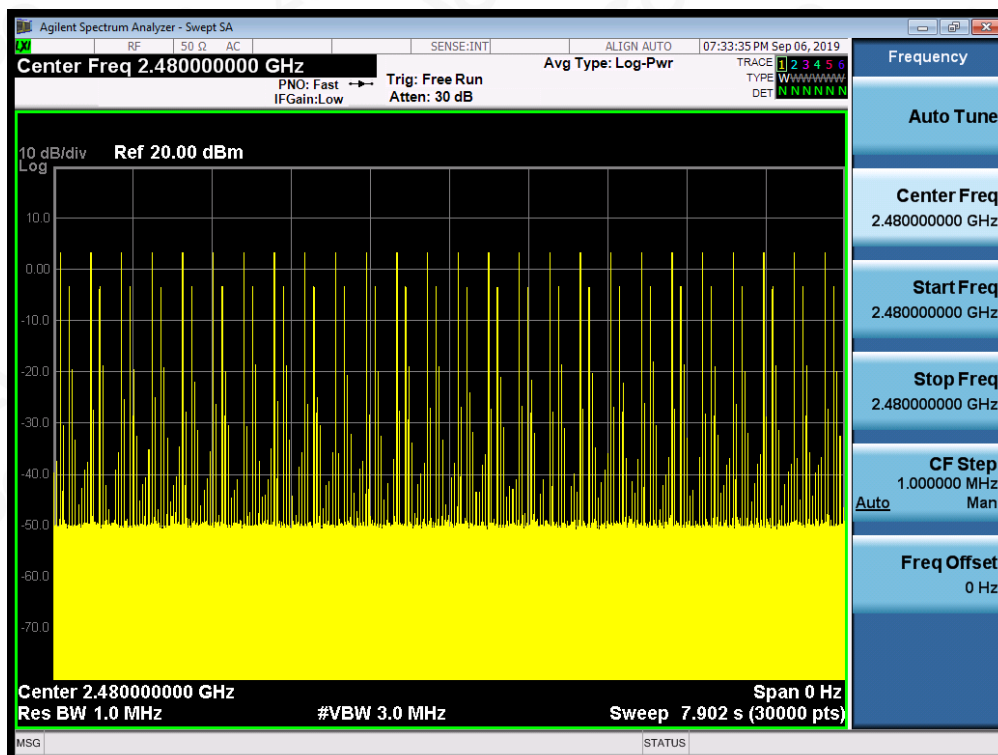 Agilent Spectrum Analyzer - Swept SA
LXI RF 50 Ω AC SENSE:INT ALIGN AUTO 07:33:35 PM Sep 06, 2019
Center Freq 2.480000000 GHz
PNO: Fast
IFGain:Low
Trig: Free Run
Atten: 30 dB
Avg Type: Log-Pwr
TRACE 1 2 3 4 5 6
TYPE WWWWWWW
DET N N N N N N
10 dB/div
Log
Ref 20.00 dBm
10.0
0.00
-10.0
-20.0
-30.0
-40.0
-50.0
-60.0
-70.0
Center 2.480000000 GHz
Span 0 Hz
Res BW 1.0 MHz
#VBW 3.0 MHz
Sweep 7.902 s (30000 pts)
MSG
STATUS
Frequency
Auto Tune
Center Freq
2.480000000 GHz
Start Freq
2.480000000 GHz
Stop Freq
2.480000000 GHz
CF Step
1.000000 MHz
Auto Man
Freq Offset
0 Hz